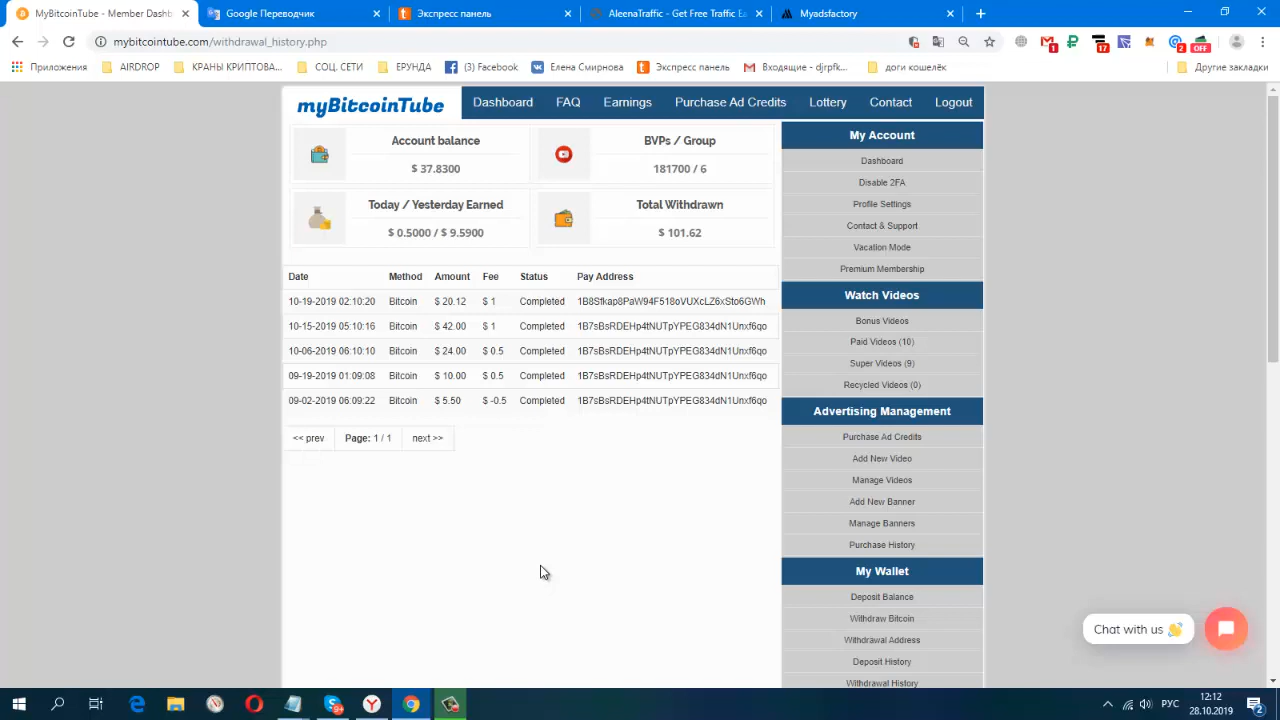 MyBitcoinTube - Member Dashb
Google Переводчик
Экспресс панель
AleenaTraffic - Get Free Traffic Ea
Myadsfactory
mybitcointube.com/withdrawal_history.php
Приложения
AIRDROP
КРАНЫ КРИПТОВА...
СОЦ. СЕТИ
ЕРУНДА
(3) Facebook
Елена Смирнова
Экспресс панель
Входящие - djrpfk...
доги кошелёк
Другие закладки
myBitcoinTube
Dashboard FAQ Earnings Purchase Ad Credits Lottery Contact Logout
Account balance
$ 37.8300
BVPs / Group
181700 / 6
Today / Yesterday Earned
$ 0.5000 / $ 9.5900
Total Withdrawn
$ 101.62
Date Method Amount Fee Status Pay Address
10-19-2019 02:10:20 Bitcoin $ 20.12 $ 1 Completed 1B8Sfkap8PaW94F518oVUXcLZ6xSto6GWh
10-15-2019 05:10:16 Bitcoin $ 42.00 $ 1 Completed 1B7sBsRDEHp4tNUTpYPEG834dN1Unxf6qo
10-06-2019 06:10:10 Bitcoin $ 24.00 $ 0.5 Completed 1B7sBsRDEHp4tNUTpYPEG834dN1Unxf6qo
09-19-2019 01:09:08 Bitcoin $ 10.00 $ 0.5 Completed 1B7sBsRDEHp4tNUTpYPEG834dN1Unxf6qo
09-02-2019 06:09:22 Bitcoin $ 5.50 $ -0.5 Completed 1B7sBsRDEHp4tNUTpYPEG834dN1Unxf6qo
<< prev Page: 1 / 1 next >>
My Account
Dashboard
Disable 2FA
Profile Settings
Contact & Support
Vacation Mode
Premium Membership
Watch Videos
Bonus Videos
Paid Videos (10)
Super Videos (9)
Recycled Videos (0)
Advertising Management
Purchase Ad Credits
Add New Video
Manage Videos
Add New Banner
Manage Banners
Purchase History
My Wallet
Deposit Balance
Withdraw Bitcoin
Withdrawal Address
Deposit History
Withdrawal History
Chat with us
РУС
12:12
28.10.2019
1
17
2
OFF
2